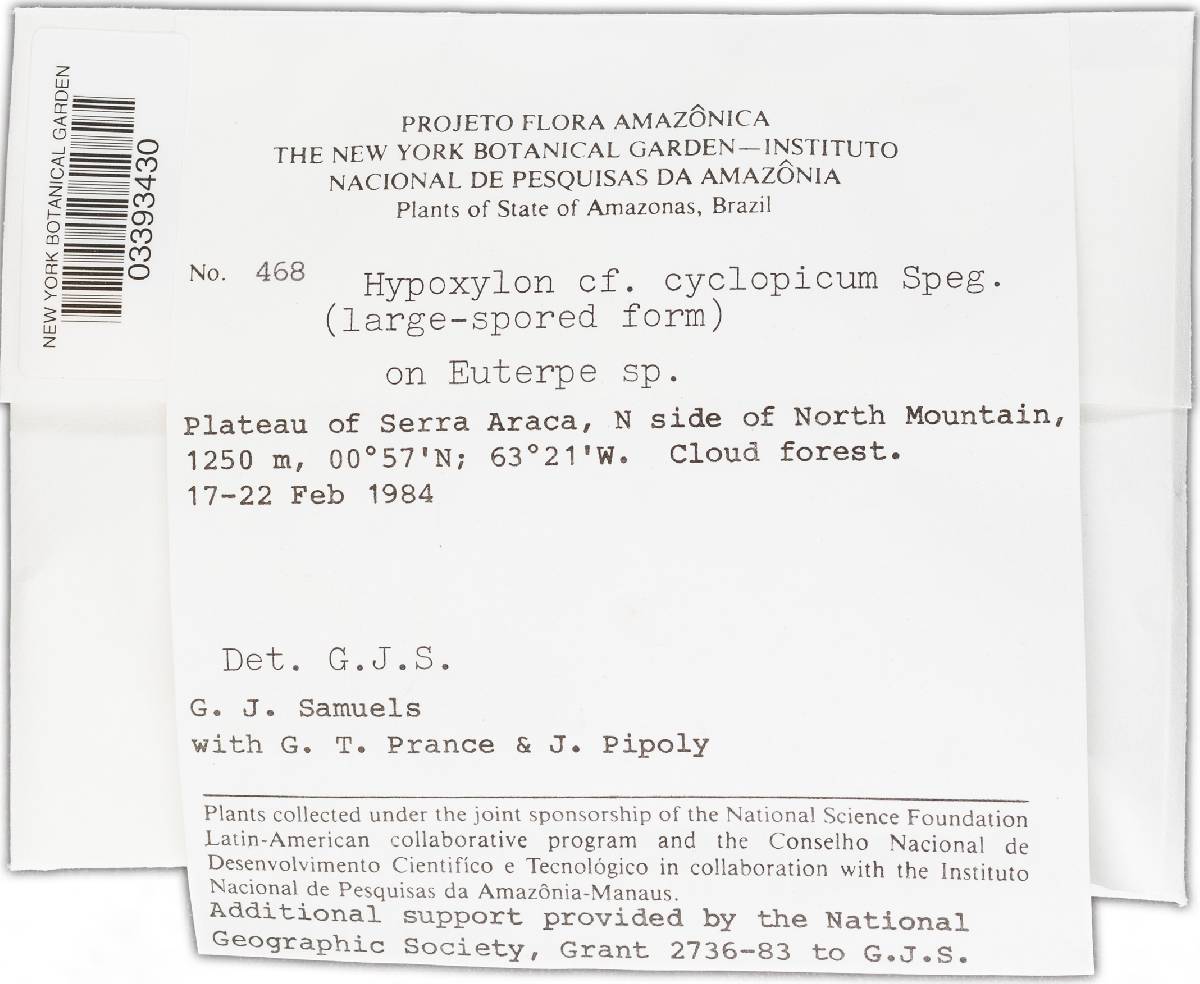 NEW YORK BOTANICAL GARDEN
03393430
PROJETO FLORA AMAZÔNICA
THE NEW YORK BOTANICAL GARDEN—INSTITUTO
NACIONAL DE PESQUISAS DA AMAZÔNIA
Plants of State of Amazonas, Brazil
No. 468 Hypoxylon cf. cyclopicum Speg.
(large-spored form)
on Euterpe sp.
Plateau of Serra Araca, N side of North Mountain,
1250 m, 00°57'N; 63°21'W. Cloud forest.
17-22 Feb 1984
Det. G.J.S.
G. J. Samuels
with G. T. Prance & J. Pipoly
Plants collected under the joint sponsorship of the National Science Foundation
Latin-American collaborative program and the Conselho Nacional de
Desenvolvimento Cientifíco e Tecnológico in collaboration with the Instituto
Nacional de Pesquisas da Amazônia-Manaus.
Additional support provided by the National
Geographic Society, Grant 2736-83 to G.J.S.